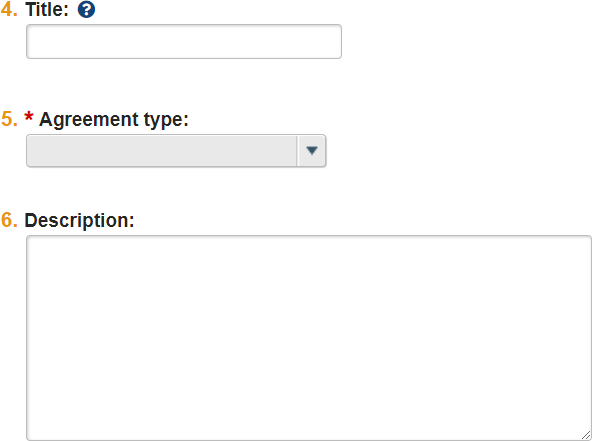 4. Title: ?
5. * Agreement type:
6. Description: